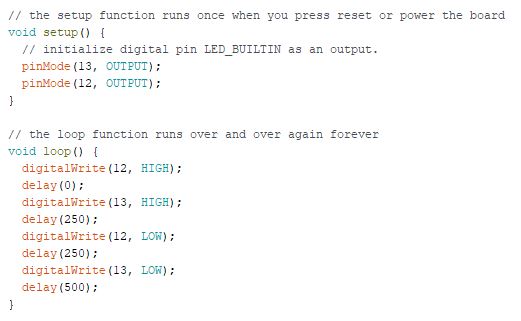 // the setup function runs once when you press reset or power the board
void setup() {
  // initialize digital pin LED_BUILTIN as an output.
  pinMode(13, OUTPUT);
  pinMode(12, OUTPUT);
}

// the loop function runs over and over again forever
void loop() {
  digitalWrite(12, HIGH);
  delay(0);
  digitalWrite(13, HIGH);
  delay(250);
  digitalWrite(12, LOW);
  delay(250);
  digitalWrite(13, LOW);
  delay(500);
}